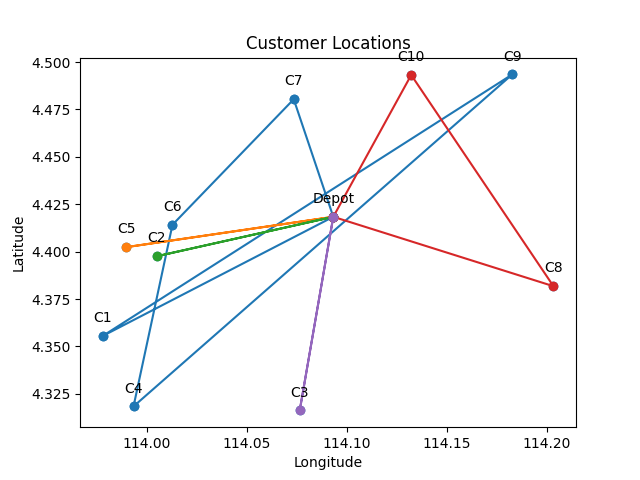 Customer Locations
4.500
4.475
4.450
4.425
4.400
4.375
4.350
4.325
Latitude
C10
C9
C7
Depot
C6
C5
C2
C8
C1
C4
C3
114.00
114.05
114.10
114.15
114.20
Longitude